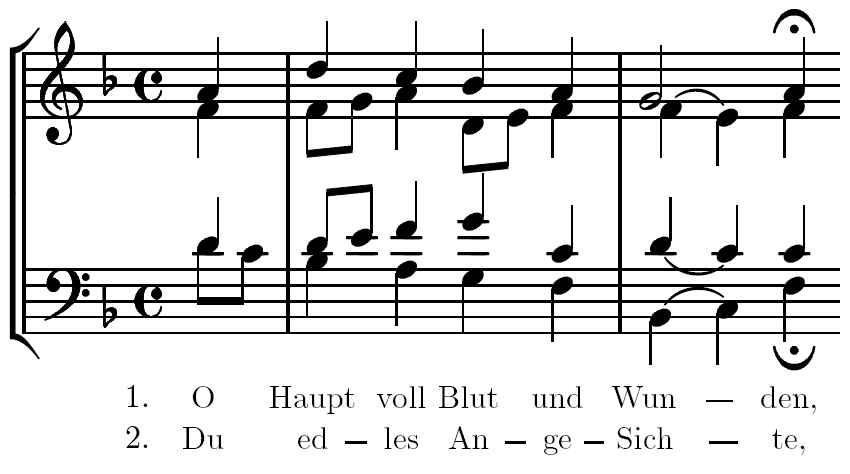 1. O Haupt voll Blut und Wun — den,
2. Du ed – les An – ge – Sich — te,